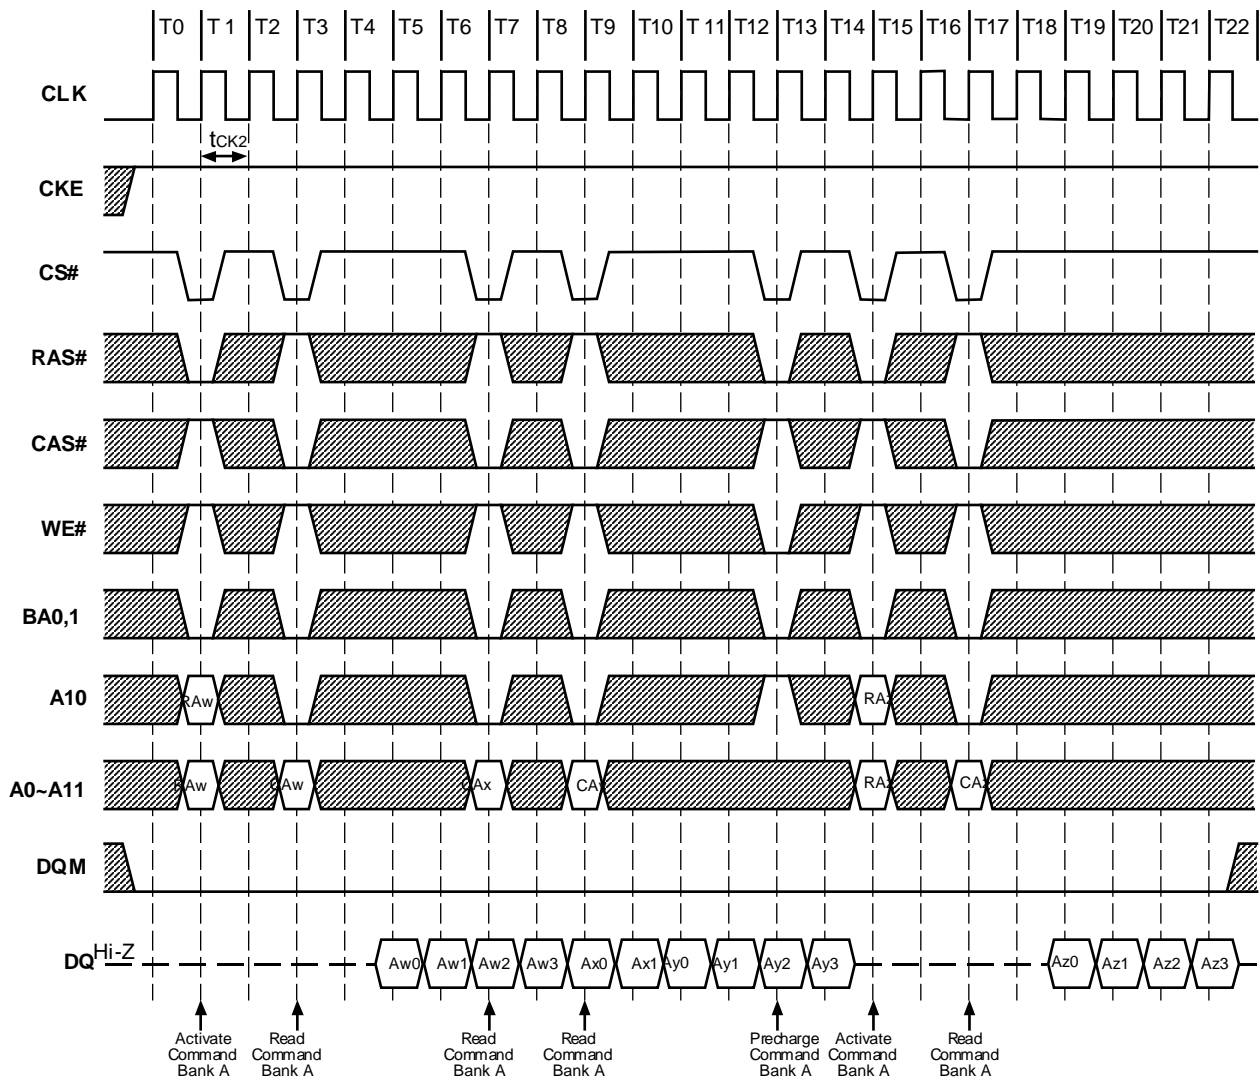 T0 T 1 T2 T3 T4 T5 T6 T7 T8 T9 T10 T 11 T12 T13 T14 T15 T16 T17 T18 T19 T20 T21 T22
CLK
tCK2
CKE
CS#
RAS#
CAS#
WE#
BA0,1
A10 RAw RAz
A0~A11 RAw CAw CAx CAy RAz CAz
DQM
DQ Hi-Z Aw0 Aw1 Aw2 Aw3 Ax0 Ax1 Ay0 Ay1 Ay2 Ay3 Az0 Az1 Az2 Az3
Activate Read Read Read Precharge Activate Read
Command Command Command Command Command Command Command
Bank A Bank A Bank A Bank A Bank A Bank A Bank A